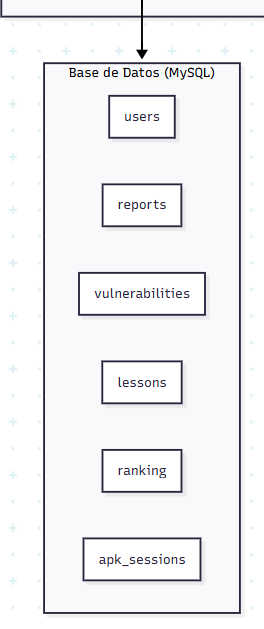 Base de Datos (MySQL)
users
reports
vulnerabilities
lessons
ranking
apk_sessions